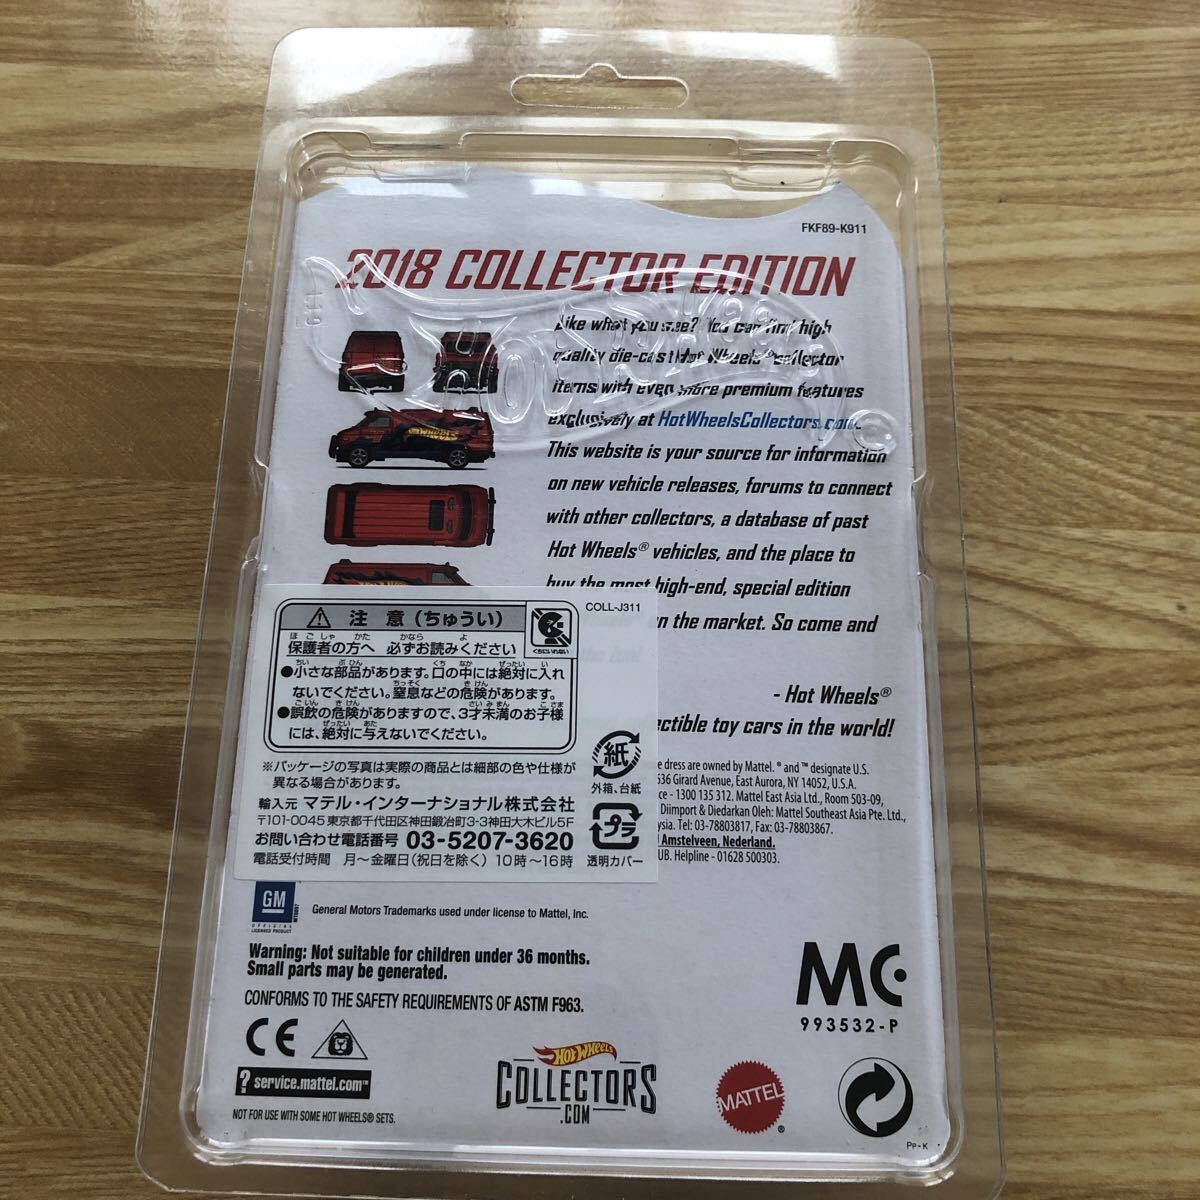 FKF89-K911
2018 COLLECTOR EDITION
Like what you see? You can find high
quality die-cast Hot Wheels® collector
items with even more premium features
exclusively at HotWheelsCollectors.com.
This website is your source for information
on new vehicle releases, forums to connect
with other collectors, a database of past
Hot Wheels® vehicles, and the place to
buy the most high-end, special edition
n the market. So come and
- Hot Wheels®
ectible toy cars in the world!
COLL-J311
注 意 (ちゅうい)
保護者の方へ 必ずお読みください
くちにいれない
●小さな部品があります。口の中には絶対に入れ
ないでください。窒息などの危険があります。
●誤飲の危険がありますので、3才未満のお子様
には、絶対に与えないでください。
※パッケージの写真は実際の商品とは細部の色や仕様が
異なる場合があります。
輸入元 マテル・インターナショナル株式会社
〒101-0045 東京都千代田区神田鍛冶町3-3神田大木ビル5F
お問い合わせ電話番号 03-5207-3620
電話受付時間 月～金曜日(祝日を除く) 10時～16時
紙
外箱、台紙
プラ
透明カバー
e dress are owned by Mattel. ® and ™ designate U.S.
636 Girard Avenue, East Aurora, NY 14052, U.S.A.
ce - 1300 135 312. Mattel East Asia Ltd., Room 503-09,
Diimport & Diedarkan Oleh: Mattel Southeast Asia Pte. Ltd.,
ysia. Tel: 03-78803817, Fax: 03-78803867.
Amstelveen, Nederland.
UB. Helpline - 01628 500303.
GM
OFFICIAL
LICENSED PRODUCT
General Motors Trademarks used under license to Mattel, Inc.
Warning: Not suitable for children under 36 months.
Small parts may be generated.
CONFORMS TO THE SAFETY REQUIREMENTS OF ASTM F963.
CE
? service.mattel.com™
NOT FOR USE WITH SOME HOT WHEELS® SETS.
HOT WHEELS
COLLECTORS
.COM
MATTEL
®
MC
993532-P
PP-K